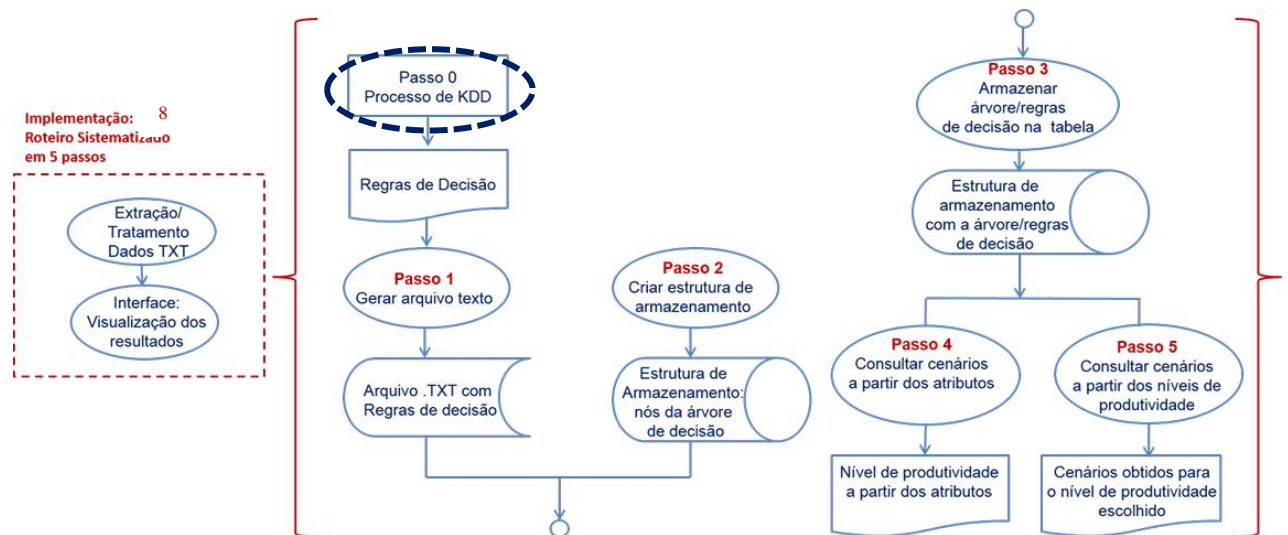 Implementação:
8
Roteiro Sistematizado
em 5 passos
Extração/
Tratamento
Dados TXT
Interface:
Visualização dos
resultados
Passo 0
Processo de KDD
Regras de Decisão
Passo 1
Gerar arquivo texto
Arquivo .TXT com
Regras de decisão
Passo 2
Criar estrutura de
armazenamento
Estrutura de
Armazenamento:
nós da árvore
de decisão
Passo 3
Armazenar
árvore/regras
de decisão na tabela
Estrutura de
armazenamento
com a árvore/regras
de decisão
Passo 4
Consultar cenários
a partir dos atributos
Nível de produtividade
a partir dos atributos
Passo 5
Consultar cenários
a partir dos níveis de
produtividade
Cenários obtidos para
o nível de produtividade
escolhido